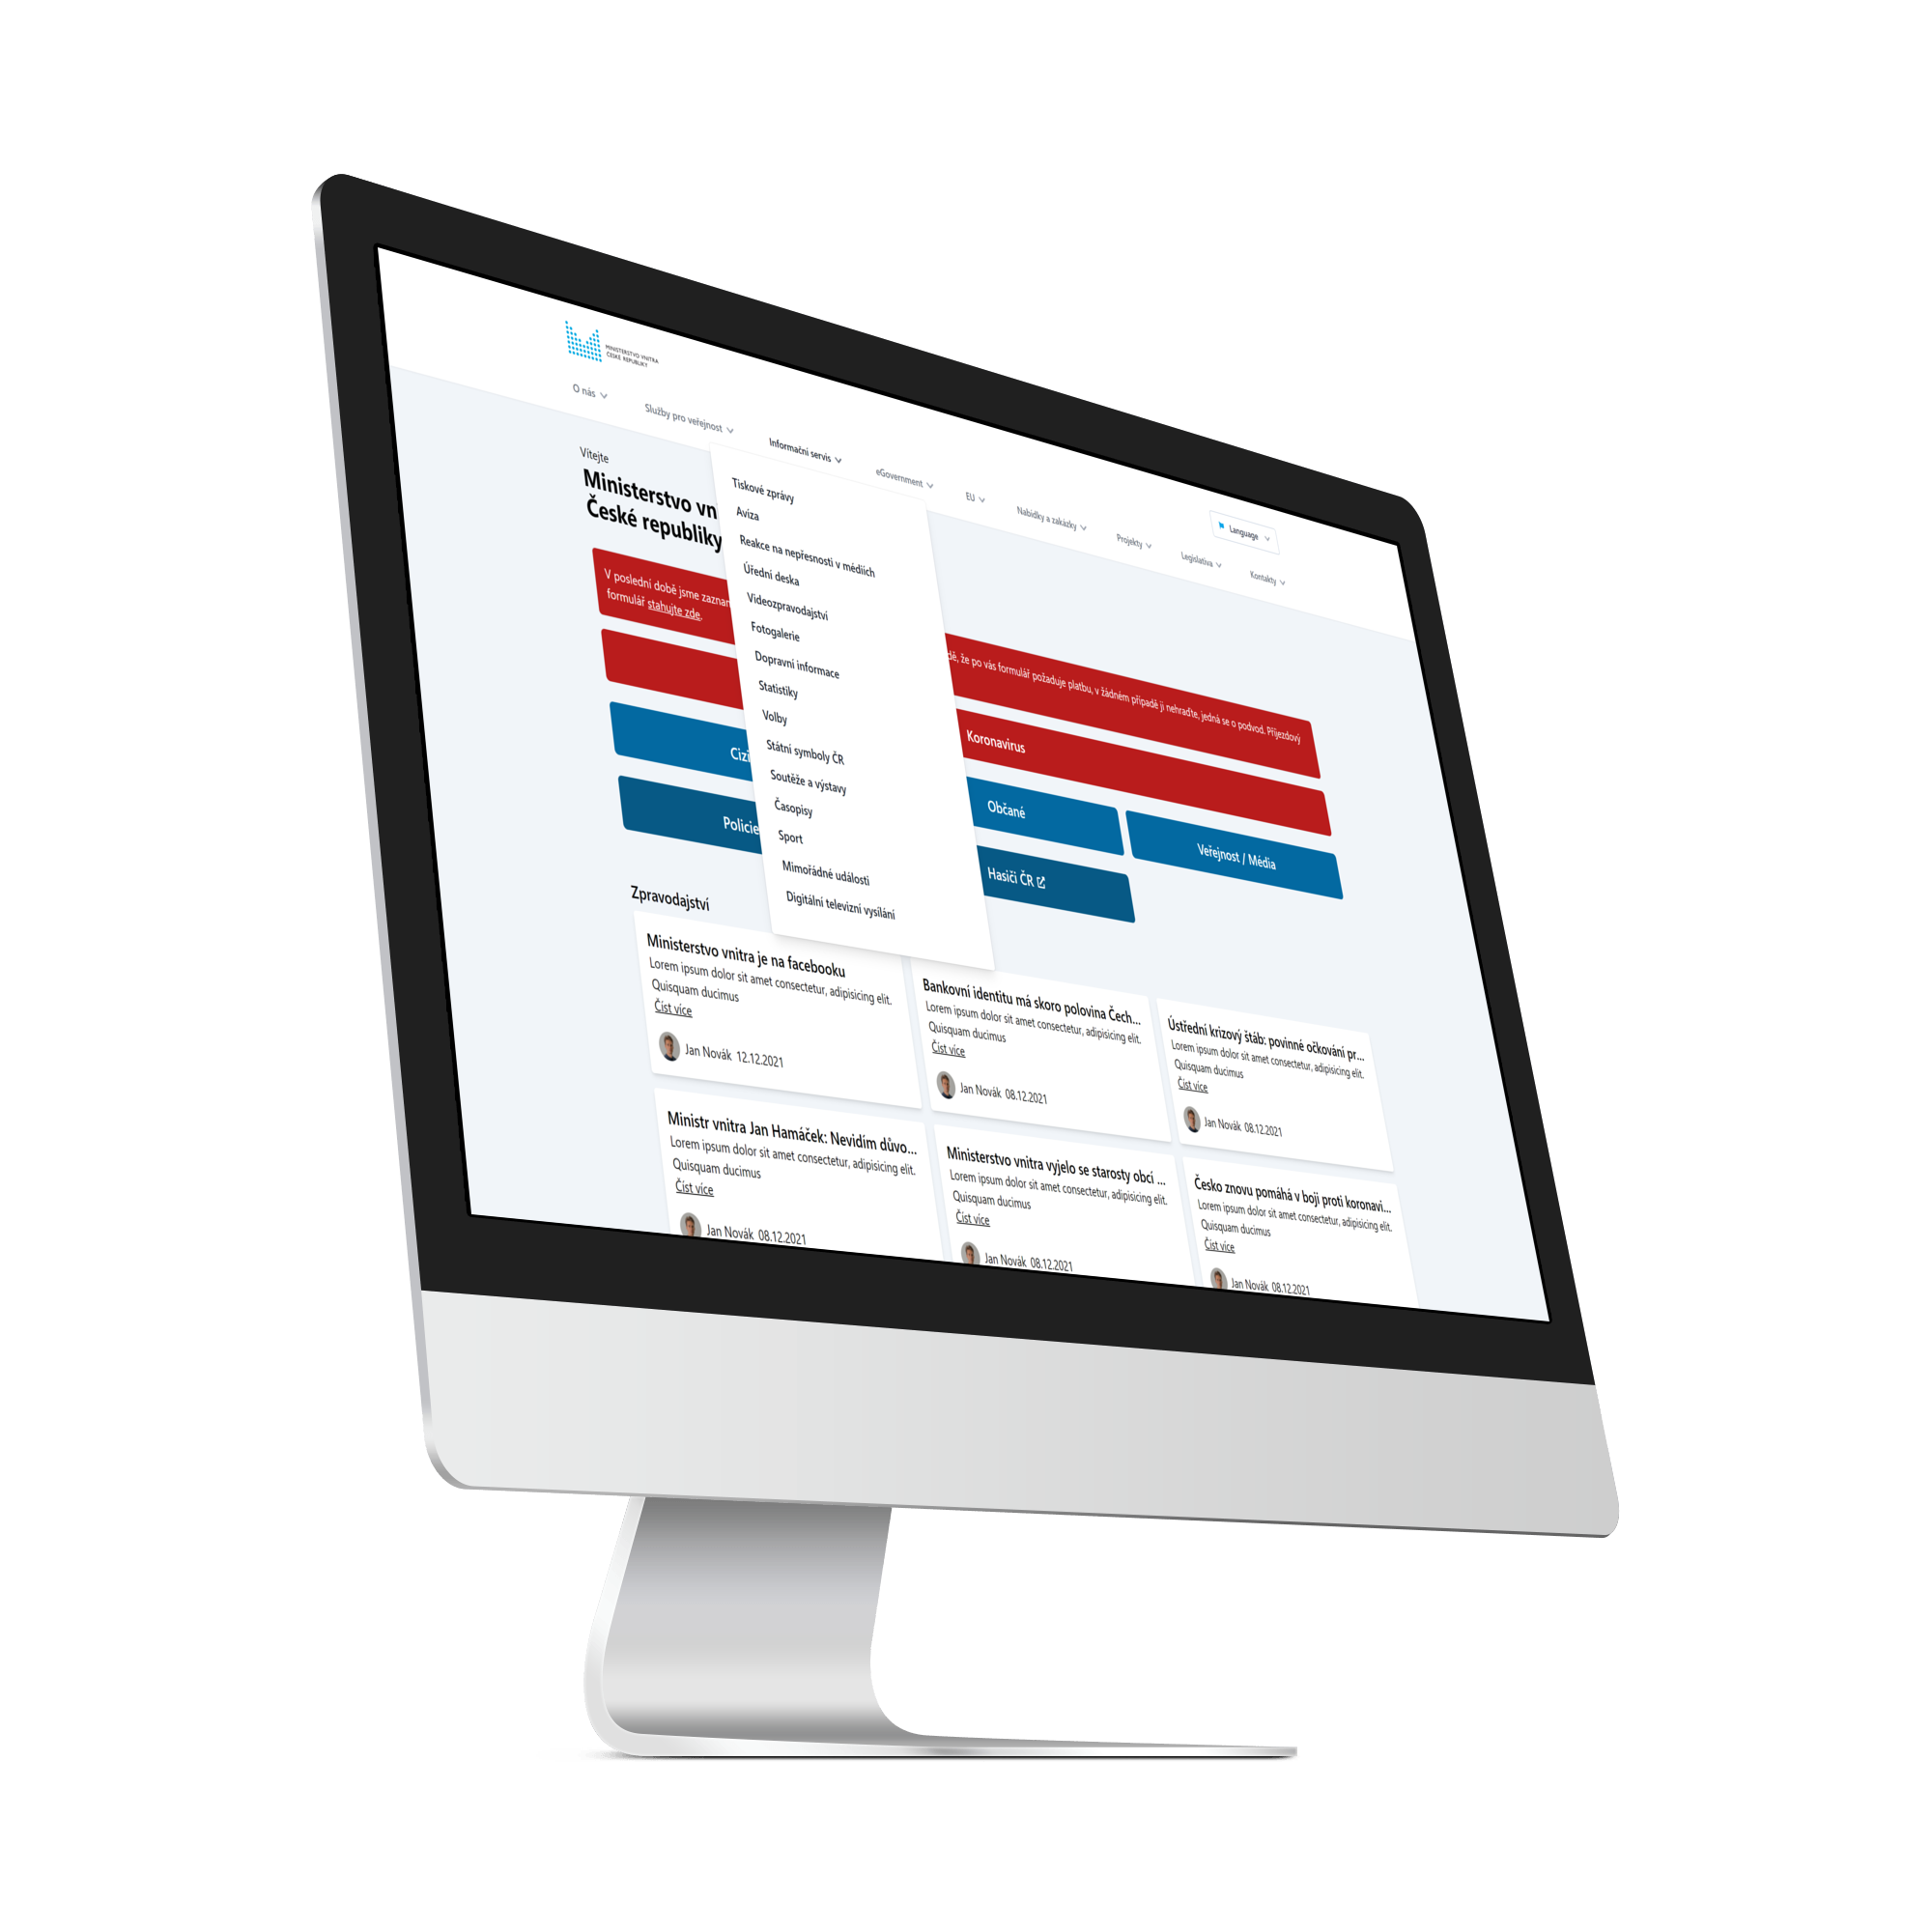 MINISTERSTVO VNITRA
ČESKÉ REPUBLIKY
O nás
Služby pro veřejnost
Informační servis
eGovernment
EU
Nabídky a zakázky
Projekty
Legislativa
Kontakty
Language
Vítejte
Ministerstvo vn
České republiky
Tiskové zprávy
Aviza
Reakce na nepřesnosti v médiích
Úřední deska
Videozpravodajství
Fotogalerie
Dopravní informace
Statistiky
Volby
Státní symboly ČR
Soutěže a výstavy
Časopisy
Sport
Mimořádné události
Digitální televizní vysílání
V poslední době jsme zaznam
dě, že po vás formulář požaduje platbu, v žádném případě ji nehraďte, jedná se o podvod. Příjezdový
formulář stahujte zde.
Koronavirus
Cizi
Občané
Veřejnost / Média
Policie
Hasiči ČR
Zpravodajství
Ministerstvo vnitra je na facebooku
Lorem ipsum dolor sit amet consectetur, adipisicing elit.
Quisquam ducimus
Číst více
Jan Novák 12.12.2021
Bankovní identitu má skoro polovina Čech...
Lorem ipsum dolor sit amet consectetur, adipisicing elit.
Quisquam ducimus
Číst více
Jan Novák 08.12.2021
Ústřední krizový štáb: povinné očkování pr...
Lorem ipsum dolor sit amet consectetur, adipisicing elit.
Quisquam ducimus
Číst více
Jan Novák 08.12.2021
Ministr vnitra Jan Hamáček: Nevidím důvo...
Lorem ipsum dolor sit amet consectetur, adipisicing elit.
Quisquam ducimus
Číst více
Jan Novák 08.12.2021
Ministerstvo vnitra vyjelo se starosty obcí ...
Lorem ipsum dolor sit amet consectetur, adipisicing elit.
Quisquam ducimus
Číst více
Jan Novák 08.12.2021
Česko znovu pomáhá v boji proti koronavi...
Lorem ipsum dolor sit amet consectetur, adipisicing elit.
Quisquam ducimus
Číst více
Jan Novák 08.12.2021